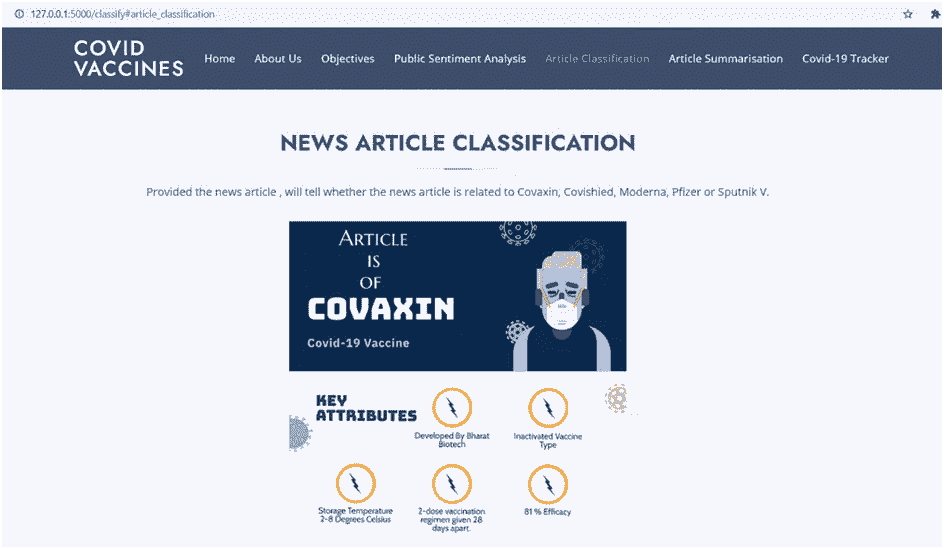 127.0.0.1:5000/classify#article_classification
COVID
VACCINES
Home About Us Objectives Public Sentiment Analysis Article Classification Article Summarisation Covid-19 Tracker
NEWS ARTICLE CLASSIFICATION
Provided the news article , will tell whether the news article is related to Covaxin, Covishied, Moderna, Pfizer or Sputnik V.
ARTICLE
IS
OF
COVAXIN
Covid-19 Vaccine
KEY
ATTRIBUTES
Developed By Bharat
Biotech
Inactivated Vaccine
Type
Storage Temperature
2-8 Degrees Celsius
2-dose vaccination
regimen given 28
days apart.
81 % Efficacy